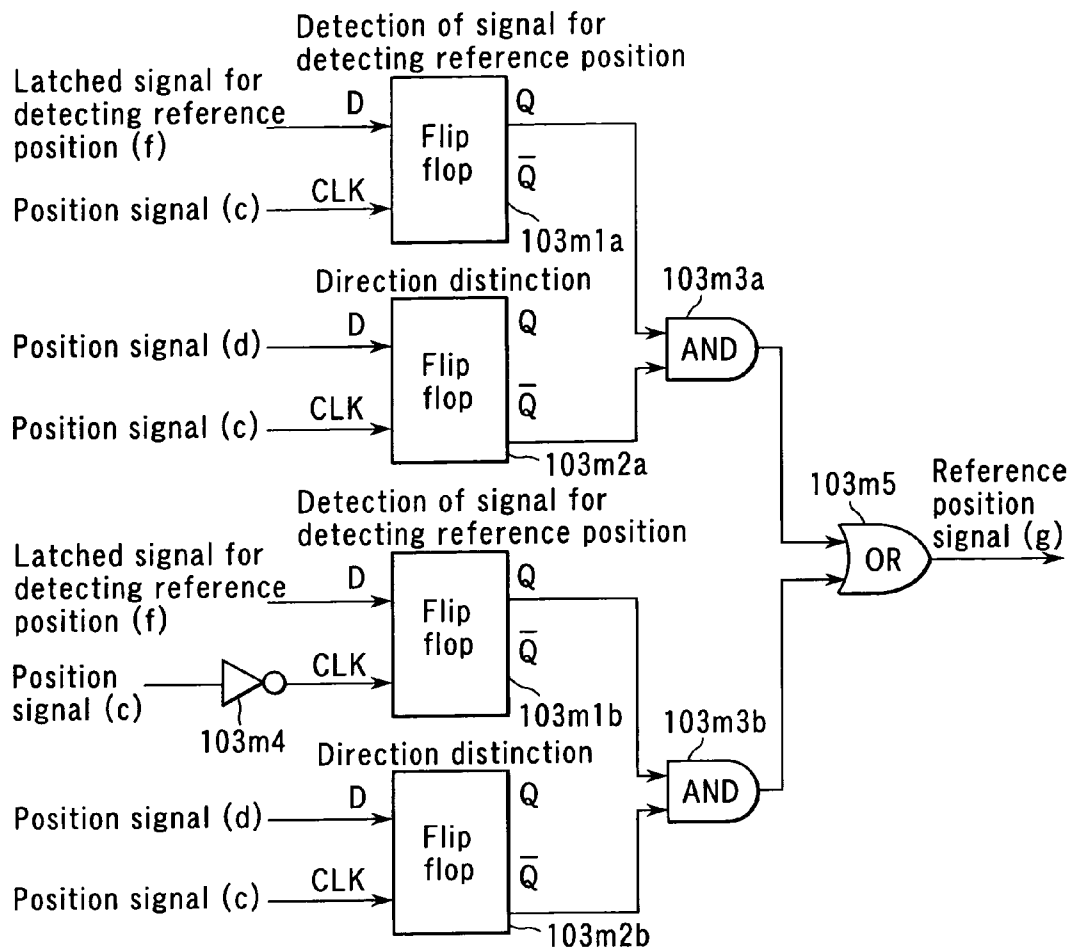 Detection of signal for
detecting reference position
Latched signal for
detecting reference
position (f)
D
Q
Flip
flop
Q̅
Position signal (c)
CLK
103m1a
Direction distinction
103m3a
Position signal (d)
D
Q
AND
Flip
flop
Q̅
Position signal (c)
CLK
103m2a
Detection of signal for
detecting reference position
103m5
Reference
position
signal (g)
OR
Latched signal for
detecting reference
position (f)
D
Q
Flip
flop
Q̅
Position
signal (c)
CLK
103m4
103m1b
103m3b
Direction distinction
Position signal (d)
D
Q
AND
Flip
flop
Q̅
Position signal (c)
CLK
103m2b